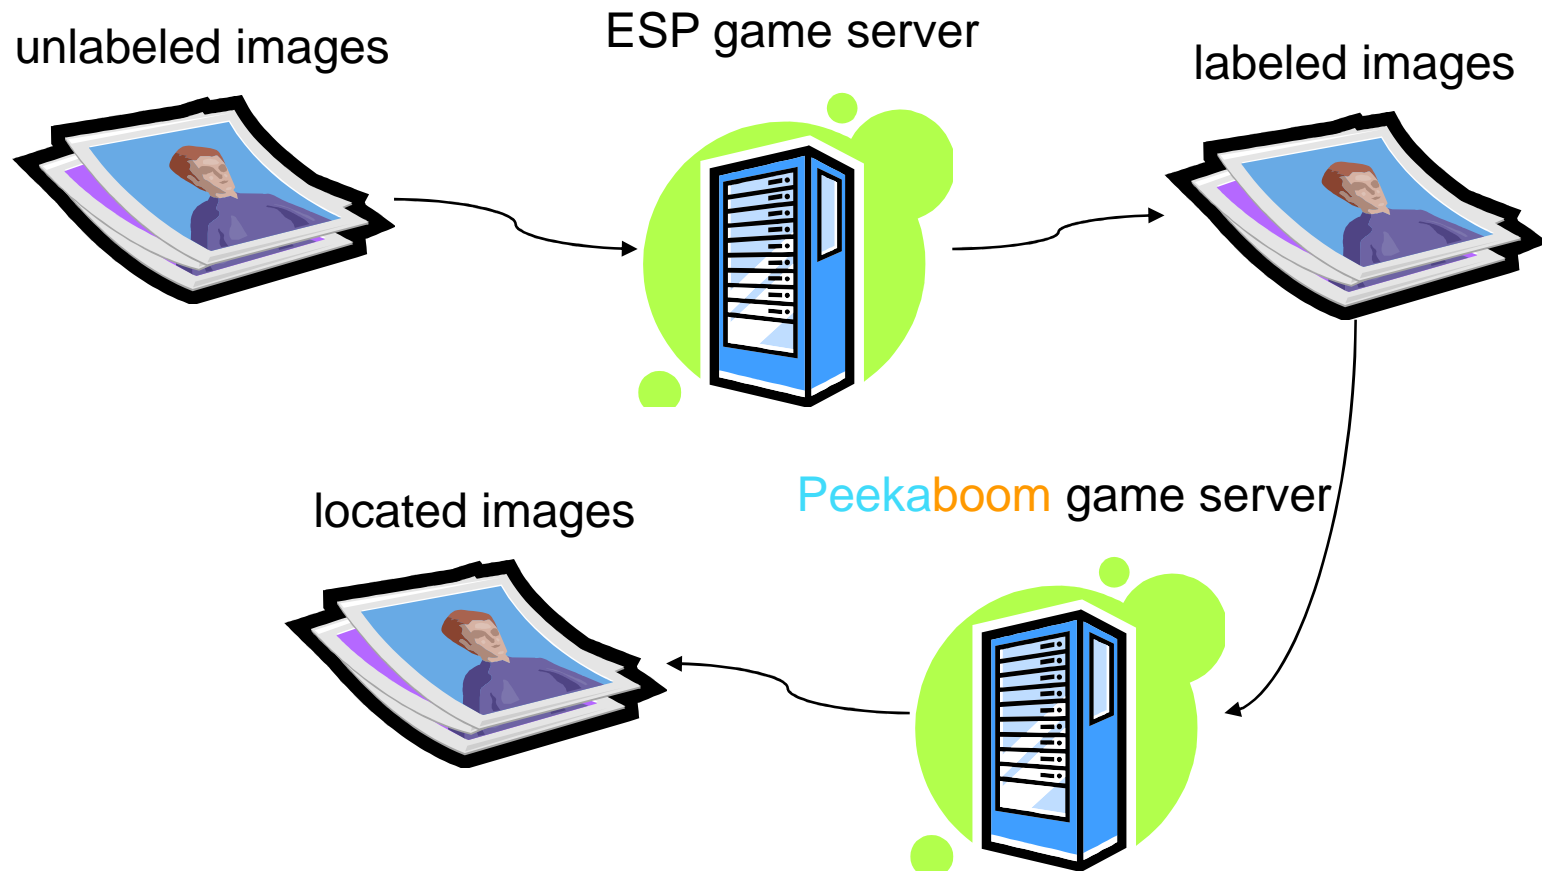 unlabeled images
ESP game server
labeled images
located images
Peekaboom game server